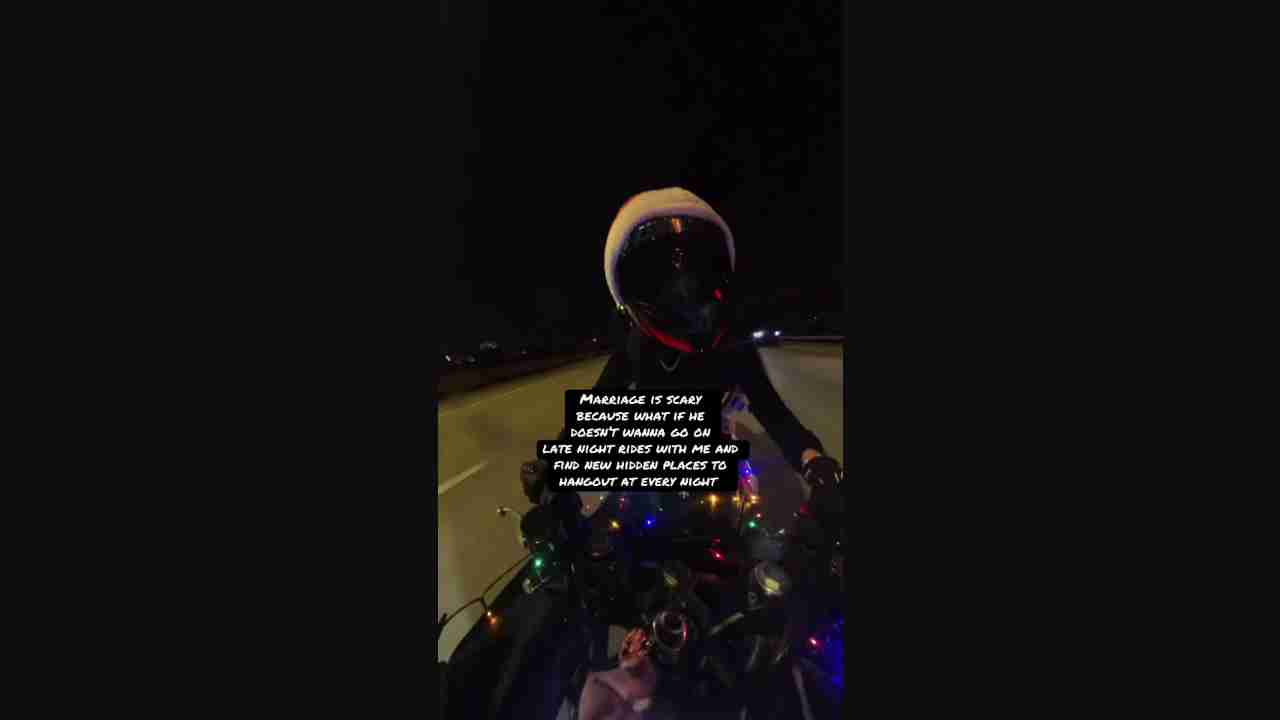 Marriage is scary
because what if he
doesn't wanna go on
late night rides with me and
find new hidden places to
hangout at every night